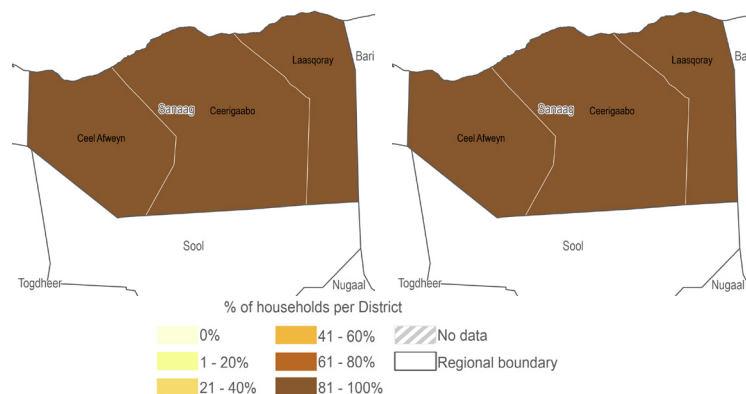 Laasqoray
Bari
Sanaag
Ceerigaabo
Ceel Afweyn
Sool
Togdheer
Nugaal
Laasqoray
Bari
Sanaag
Ceerigaabo
Ceel Afweyn
Sool
Togdheer
Nugaal
% of households per District
0%
1 - 20%
21 - 40%
41 - 60%
61 - 80%
81 - 100%
No data
Regional boundary